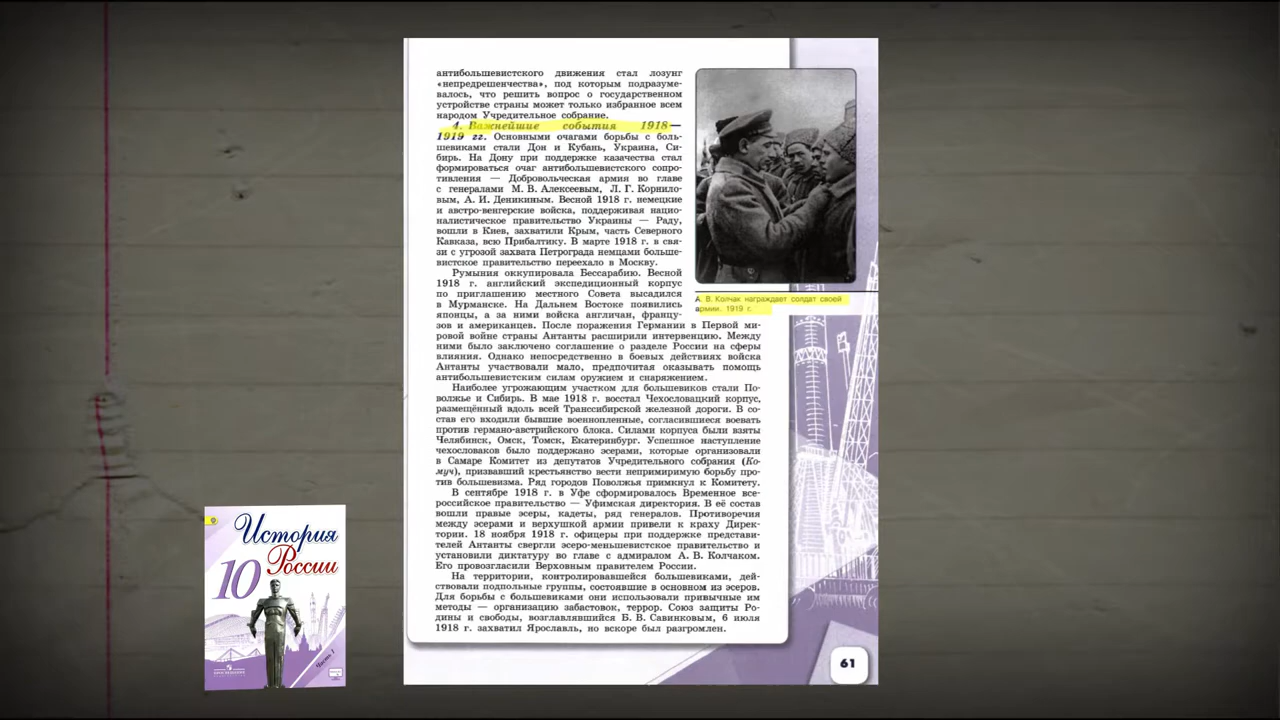 антибольшевистского движения стал лозунг
«непредрешенчества», под которым подразуме-
валось, что решить вопрос о государственном
устройстве страны может только избранное всем
народом Учредительное собрание.
4. Важнейшие события 1918—
1919 гг. Основными очагами борьбы с боль-
шевиками стали Дон и Кубань, Украина, Си-
бирь. На Дону при поддержке казачества стал
формироваться очаг антибольшевистского сопро-
тивления — Добровольческая армия во главе
с генералами М. В. Алексеевым, Л. Г. Корнило-
вым, А. И. Деникиным. Весной 1918 г. немецкие
и австро-венгерские войска, поддерживая нацио-
налистическое правительство Украины — Раду,
вошли в Киев, захватили Крым, часть Северного
Кавказа, всю Прибалтику. В марте 1918 г. в свя-
зи с угрозой захвата Петрограда немцами больше-
вистское правительство переехало в Москву.
Румыния оккупировала Бессарабию. Весной
1918 г. английский экспедиционный корпус
по приглашению местного Совета высадился
в Мурманске. На Дальнем Востоке появились
японцы, а за ними войска англичан, францу-
зов и американцев. После поражения Германии в Первой ми-
ровой войне страны Антанты расширили интервенцию. Между
ними было заключено соглашение о разделе России на сферы
влияния. Однако непосредственно в боевых действиях войска
Антанты участвовали мало, предпочитая оказывать помощь
антибольшевистским силам оружием и снаряжением.
Наиболее угрожающим участком для большевиков стали По-
волжье и Сибирь. В мае 1918 г. восстал Чехословацкий корпус,
размещённый вдоль всей Транссибирской железной дороги. В со-
став его входили бывшие военнопленные, согласившиеся воевать
против германо-австрийского блока. Силами корпуса были взяты
Челябинск, Омск, Томск, Екатеринбург. Успешное наступление
чехословаков было поддержано эсерами, которые организовали
в Самаре Комитет из депутатов Учредительного собрания (Ко-
муч), призвавший крестьянство вести непримиримую борьбу про-
тив большевизма. Ряд городов Поволжья примкнул к Комитету.
В сентябре 1918 г. в Уфе сформировалось Временное все-
российское правительство — Уфимская директория. В её состав
вошли правые эсеры, кадеты, ряд генералов. Противоречия
между эсерами и верхушкой армии привели к краху Дирек-
тории. 18 ноября 1918 г. офицеры при поддержке представи-
телей Антанты свергли эсеро-меньшевистское правительство и
установили диктатуру во главе с адмиралом А. В. Колчаком.
Его провозгласили Верховным правителем России.
На территории, контролировавшейся большевиками, дей-
ствовали подпольные группы, состоявшие в основном из эсеров.
Для борьбы с большевиками они использовали привычные им
методы — организацию забастовок, террор. Союз защиты Ро-
дины и свободы, возглавлявшийся Б. В. Савинковым, 6 июля
1918 г. захватил Ярославль, но вскоре был разгромлен.
А. В. Колчак награждает солдат своей
армии. 1919 г.
61
История
России
10
Часть 1